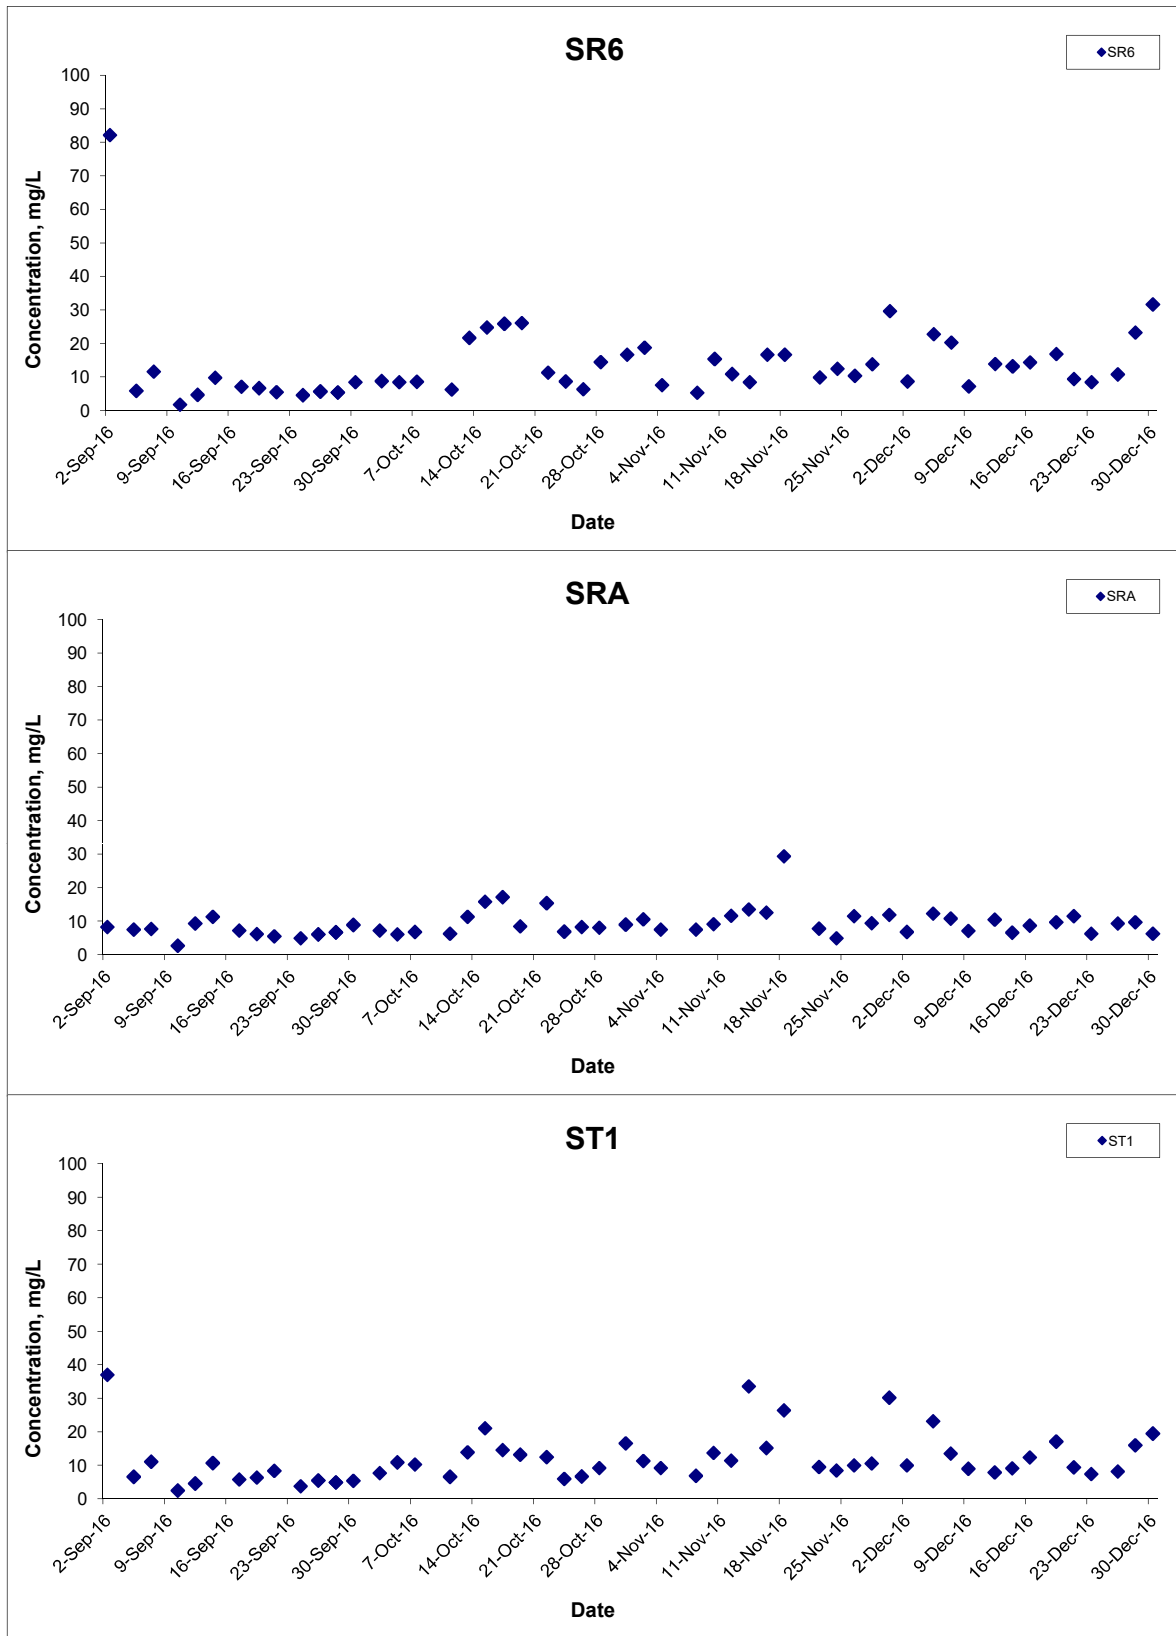 SR6
SR6
Concentration, mg/L
100
90
80
70
60
50
40
30
20
10
0
2-Sep-16
9-Sep-16
16-Sep-16
23-Sep-16
30-Sep-16
7-Oct-16
14-Oct-16
21-Oct-16
28-Oct-16
4-Nov-16
11-Nov-16
18-Nov-16
25-Nov-16
2-Dec-16
9-Dec-16
16-Dec-16
23-Dec-16
30-Dec-16
Date
SRA
SRA
Concentration, mg/L
100
90
80
70
60
50
40
30
20
10
0
2-Sep-16
9-Sep-16
16-Sep-16
23-Sep-16
30-Sep-16
7-Oct-16
14-Oct-16
21-Oct-16
28-Oct-16
4-Nov-16
11-Nov-16
18-Nov-16
25-Nov-16
2-Dec-16
9-Dec-16
16-Dec-16
23-Dec-16
30-Dec-16
Date
ST1
ST1
Concentration, mg/L
100
90
80
70
60
50
40
30
20
10
0
2-Sep-16
9-Sep-16
16-Sep-16
23-Sep-16
30-Sep-16
7-Oct-16
14-Oct-16
21-Oct-16
28-Oct-16
4-Nov-16
11-Nov-16
18-Nov-16
25-Nov-16
2-Dec-16
9-Dec-16
16-Dec-16
23-Dec-16
30-Dec-16
Date